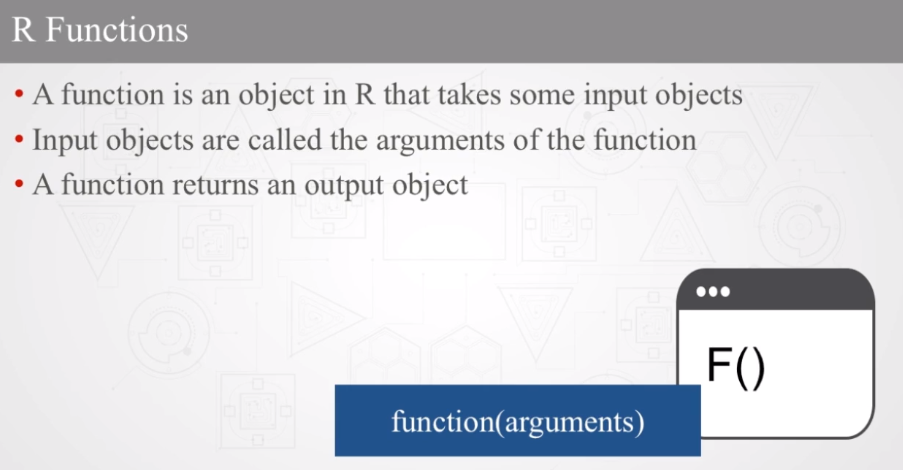 R Functions
• A function is an object in R that takes some input objects
• Input objects are called the arguments of the function
• A function returns an output object
F()
function(arguments)